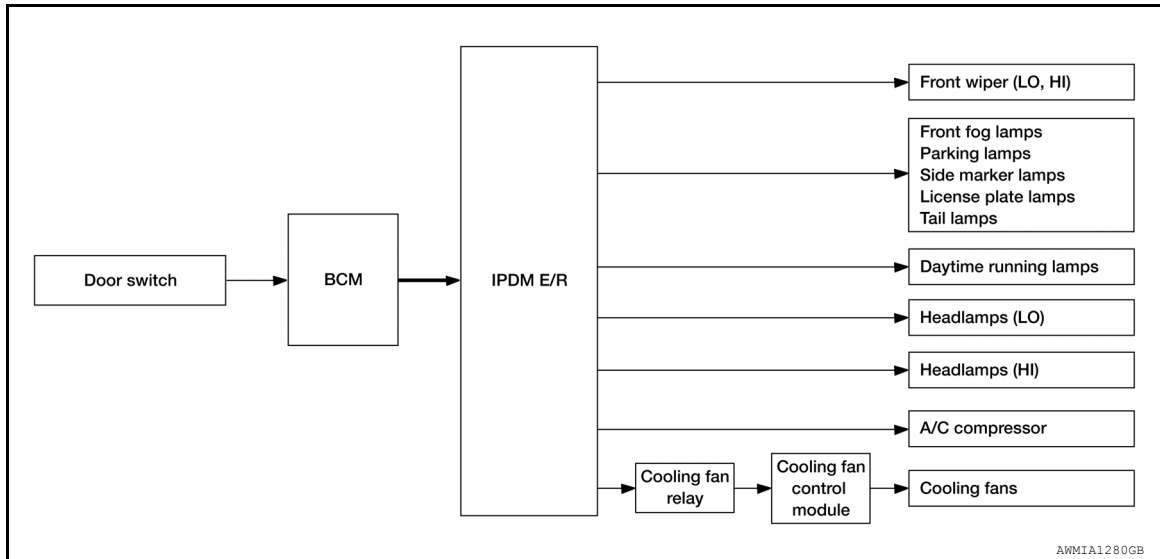 Front wiper (LO, HI)
Front fog lamps
Parking lamps
Side marker lamps
License plate lamps
Tail lamps
Door switch
BCM
IPDM E/R
Daytime running lamps
Headlamps (LO)
Headlamps (HI)
A/C compressor
Cooling fan
relay
Cooling fan
control
module
Cooling fans
AWMIA1280GB